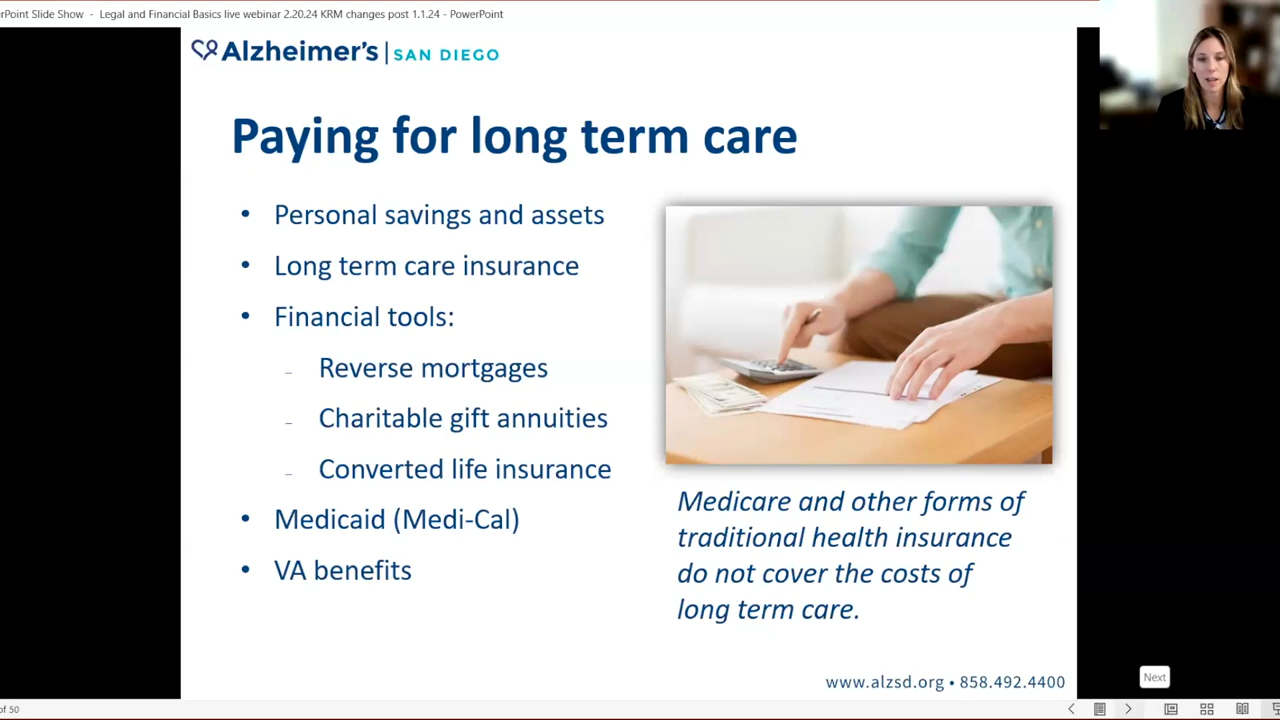 rPoint Slide Show - Legal and Financial Basics live webinar 2.20.24 KRM changes post 1.1.24 - PowerPoint
Alzheimer's | SAN DIEGO
Paying for long term care
• Personal savings and assets
• Long term care insurance
• Financial tools:
– Reverse mortgages
– Charitable gift annuities
– Converted life insurance
• Medicaid (Medi-Cal)
• VA benefits
Medicare and other forms of
traditional health insurance
do not cover the costs of
long term care.
www.alzsd.org • 858.492.4400
Next
of 50